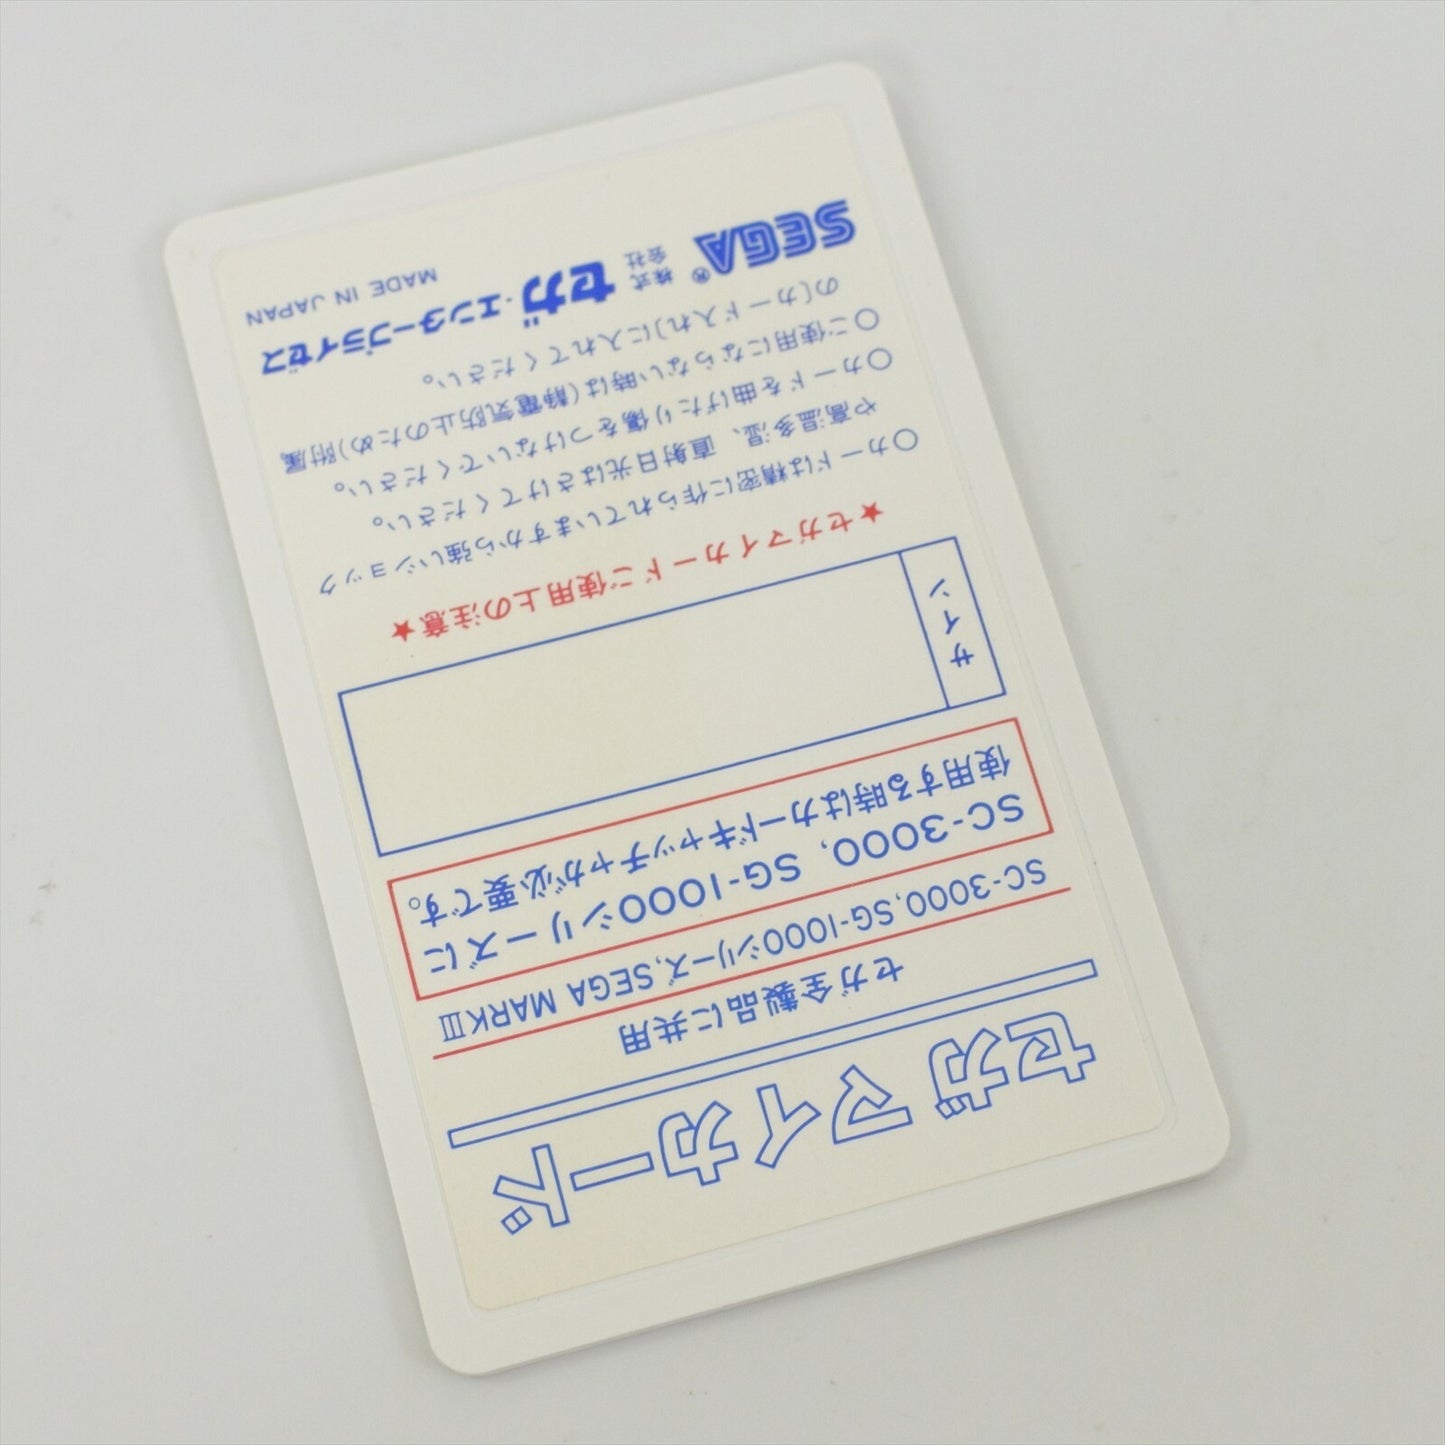 セガ マイカード
セガ全製品に共用
SC-3000,SG-1000シリーズ,SEGA MARKⅢ
SC-3000, SG-1000シリーズに
使用する時はカードキャッチャが必要です。
サイン
★セガマイカードご使用上の注意★
○カードは精密に作られていますから強いショック
や高温多湿、直射日光はさけてください。
○カードを曲げたり傷をつけないでください。
○ご使用にならない時は(静電気防止のため)附属
の(カード入れ)に入れてください。
SEGA® 株式会社 セガ・エンタープライゼス
MADE IN JAPAN